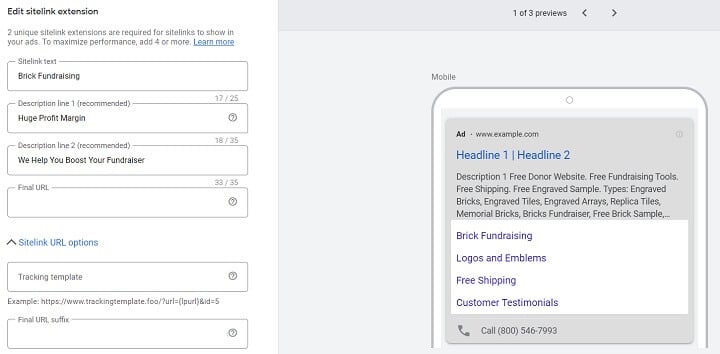 Edit sitelink extension
2 unique sitelink extensions are required for sitelinks to show in
your ads. To maximize performance, add 4 or more. Learn more
Sitelink text
Brick Fundraising
17 / 25
Description line 1 (recommended)
Huge Profit Margin
18 / 35
Description line 2 (recommended)
We Help You Boost Your Fundraiser
33 / 35
Final URL
Sitelink URL options
Tracking template
Example: https://www.trackingtemplate.foo/?url={lpurl}&id=5
Final URL suffix
1 of 3 previews
Mobile
Ad · www.example.com
Headline 1 | Headline 2
Description 1 Free Donor Website. Free Fundraising Tools.
Free Shipping. Free Engraved Sample. Types: Engraved
Bricks, Engraved Tiles, Engraved Arrays, Replica Tiles,
Memorial Bricks, Bricks Fundraiser, Free Brick Sample,...
Brick Fundraising
Logos and Emblems
Free Shipping
Customer Testimonials
Call (800) 546-7993